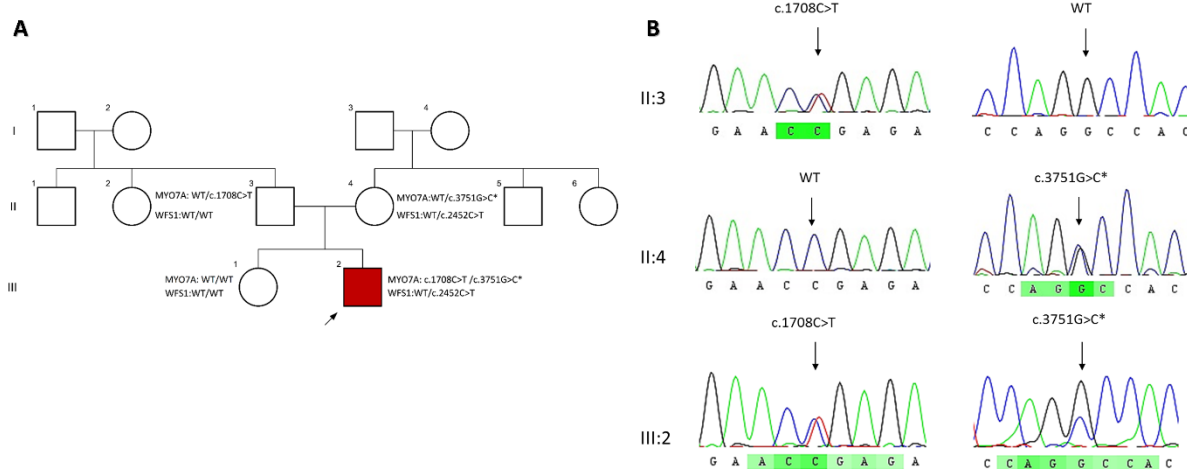 A
1
2
3
4
I
1
2
MYO7A: WT/c.1708C>T
WFS1:WT/WT
3
4
MYO7A:WT/c.3751G>C*
WFS1:WT/c.2452C>T
5
6
II
MYO7A: WT/WT
WFS1:WT/WT
1
2
MYO7A: c.1708C>T /c.3751G>C*
WFS1:WT/c.2452C>T
III
B
c.1708C>T
WT
II:3
G A A C C G A G A
C C A G G C C A C
WT
c.3751G>C*
II:4
G A A C C G A G A
C C A G G C C A C
c.1708C>T
c.3751G>C*
III:2
G A A C C G A G A
C C A G G C C A C